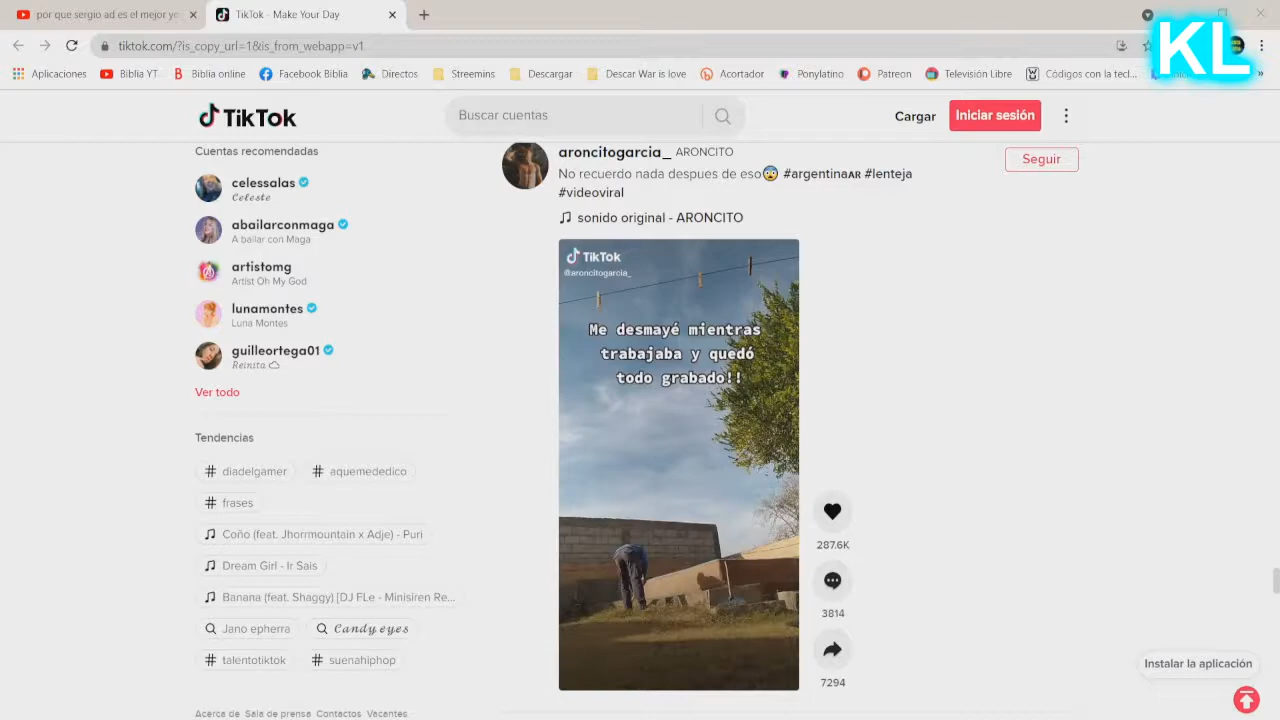 por que sergio ad es el mejor yo
TikTok - Make Your Day
KL
tiktok.com/?is_copy_url=1&is_from_webapp=v1
Aplicaciones
Biblia YT...
Biblia online
Facebook Biblia
Directos
Streemins
Descargar
Descar War is love
Acortador
Ponylatino
Patreon
Televisión Libre
Códigos con la tecl...
TikTok
Buscar cuentas
Cargar
Iniciar sesión
Cuentas recomendadas
celessalas
Celeste
abailarconmaga
A bailar con Maga
artistomg
Artist Oh My God
lunamontes
Luna Montes
guilleortega01
Reinita
Ver todo
Tendencias
# diadelgamer
# aquemededico
# frases
Coño (feat. Jhorrmountain x Adje) - Puri
Dream Girl - Ir Sais
Banana (feat. Shaggy) [DJ FLe - Minisiren Re...
Jano epherra
Candy eyes
# talentotiktok
# suenahiphop
Acerca de Sala de prensa Contactos Vacantes
aroncitogarcia_ ARONCITO
Seguir
No recuerdo nada despues de eso😨 #argentinaᴀʀ #lenteja
#videoviral
sonido original - ARONCITO
TikTok
@aroncitogarcia_
Me desmayé mientras
trabajaba y quedó
todo grabado!!
287.6K
3814
7294
Instalar la aplicación